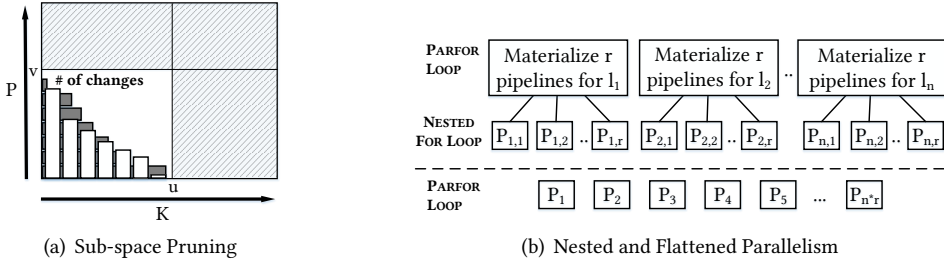 P
v
# of changes
u
K
(a) Sub-space Pruning
PARFOR
LOOP
Materialize r
pipelines for l₁
Materialize r
pipelines for l₂
..
Materialize r
pipelines for lₙ
NESTED
FOR LOOP
P₁,₁ P₁,₂ .. P₁,ᵣ P₂,₁ P₂,₂ .. P₂,ᵣ Pₙ,₁ Pₙ,₂ .. Pₙ,ᵣ
PARFOR
LOOP
P₁ P₂ P₃ P₄ P₅ ... Pₙ*ᵣ
(b) Nested and Flattened Parallelism